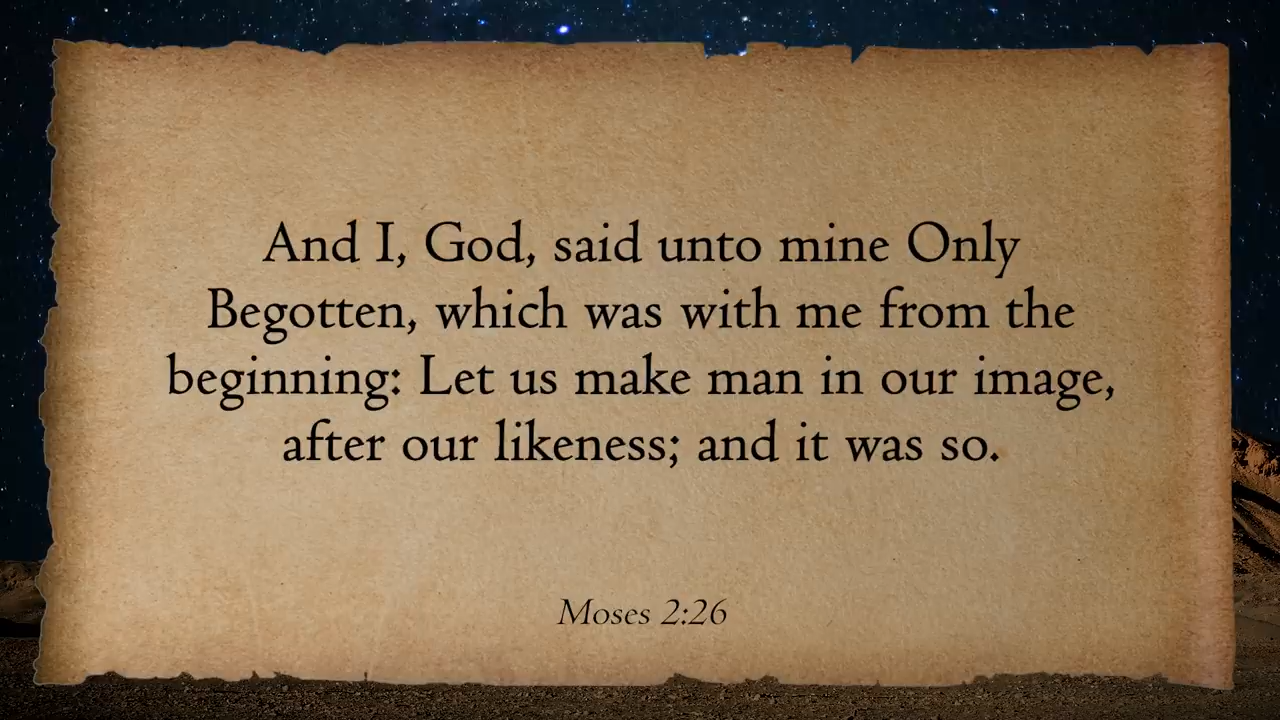 And I, God, said unto mine Only
Begotten, which was with me from the
beginning: Let us make man in our image,
after our likeness; and it was so.
Moses 2:26